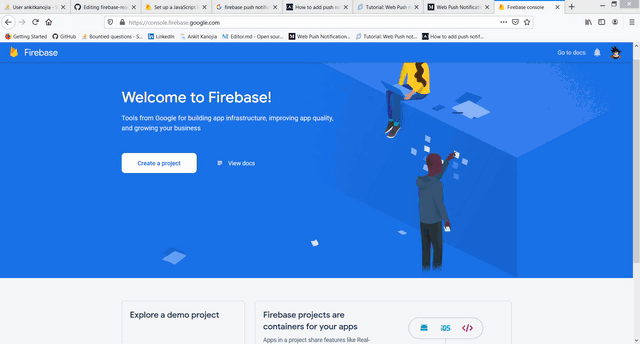 User ankitkanojia - S
Editing firebase-rea
Set up a JavaScript
firebase push notific
How to add push no
Tutorial: Web Push n
Web Push Notificat
Firebase console
https://console.firebase.google.com
Getting Started
GitHub
Bountied questions - S...
LinkedIn
Ankit Kanojia
Editor.md - Open sour...
Web Push Notification...
Tutorial: Web Push not...
How to add push notif...
Firebase
Go to docs
Welcome to Firebase!
Tools from Google for building app infrastructure, improving app quality,
and growing your business
Create a project
View docs
Explore a demo project
Firebase projects are
containers for your apps
Apps in a project share features like Real-
iOS